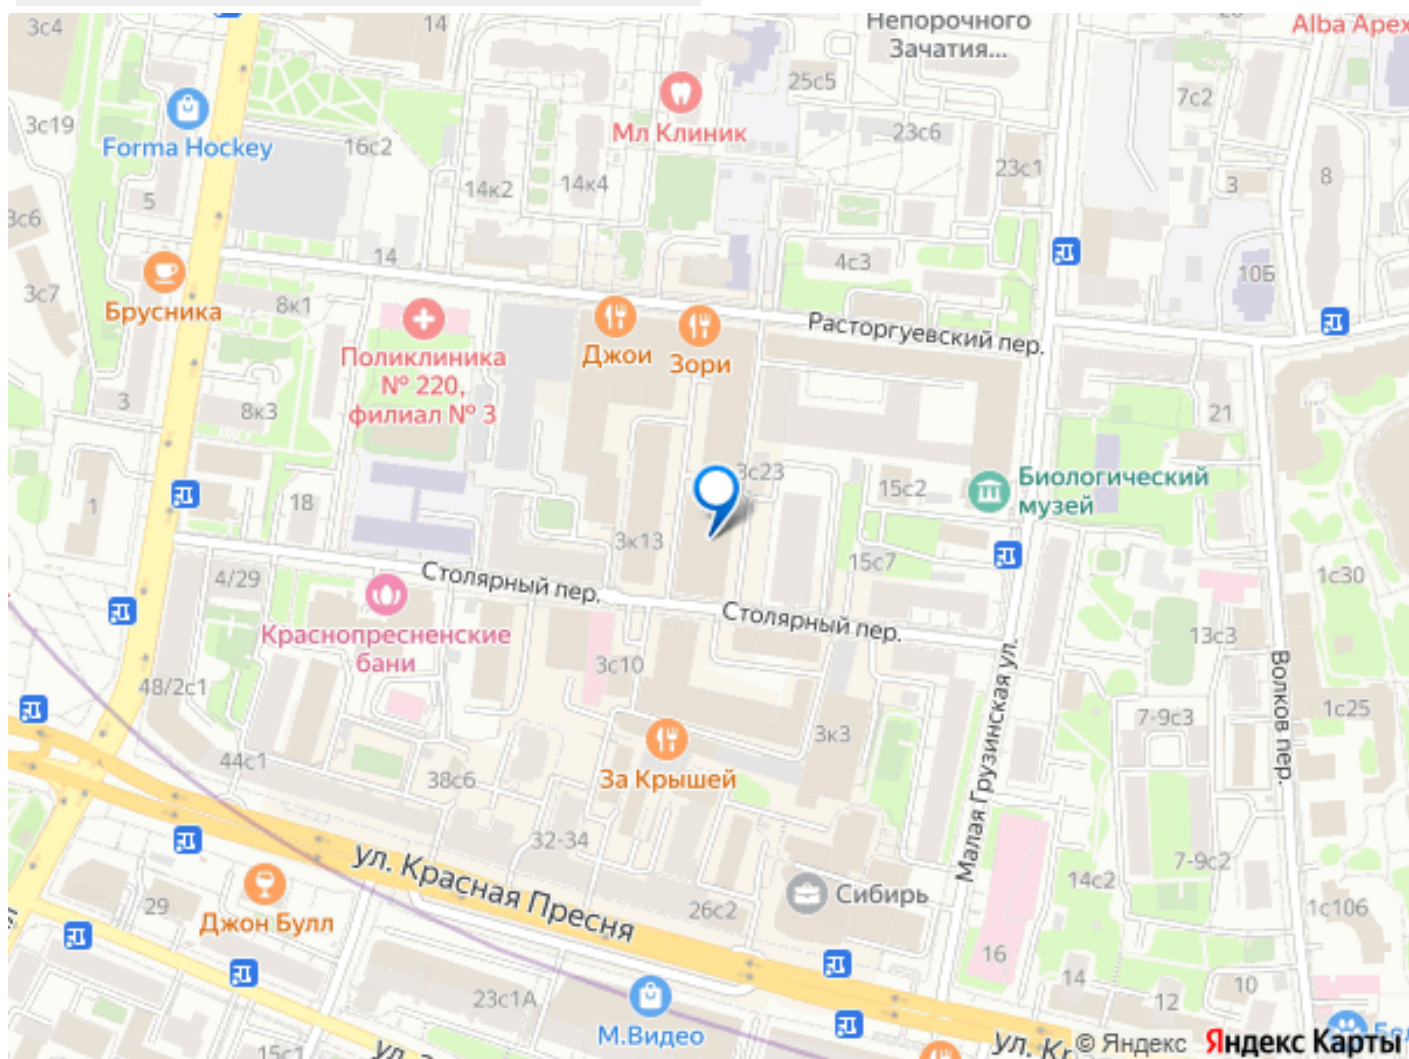 3с4
14
Непорочного
Зачатия...
Alba Apex
25с5
7с2
3с19
Forma Hockey
16с2
Мл Клиник
23с6
23с1
3
8
5
14к2
14к4
3с6
14
4с3
10Б
3с7
Брусника
8к1
Поликлиника
№ 220,
филиал № 3
Джои
Зори
Расторгуевский пер.
3
8к3
21
1
18
3с23
15с2
Биологический
музей
3к13
15с7
4/29
Столярный пер.
Столярный пер.
1с30
Краснопресненские
бани
3с10
13с3
48/2с1
Малая Грузинская ул.
Волков пер.
7-9с3
1с25
44с1
38с6
За Крышей
3к3
32-34
ул. Красная Пресня
7-9с2
14с2
29
Джон Булл
26с2
Сибирь
1с106
16
14
12
10
23с1А
М.Видео
15с1
© Яндекс
Яндекс Карты